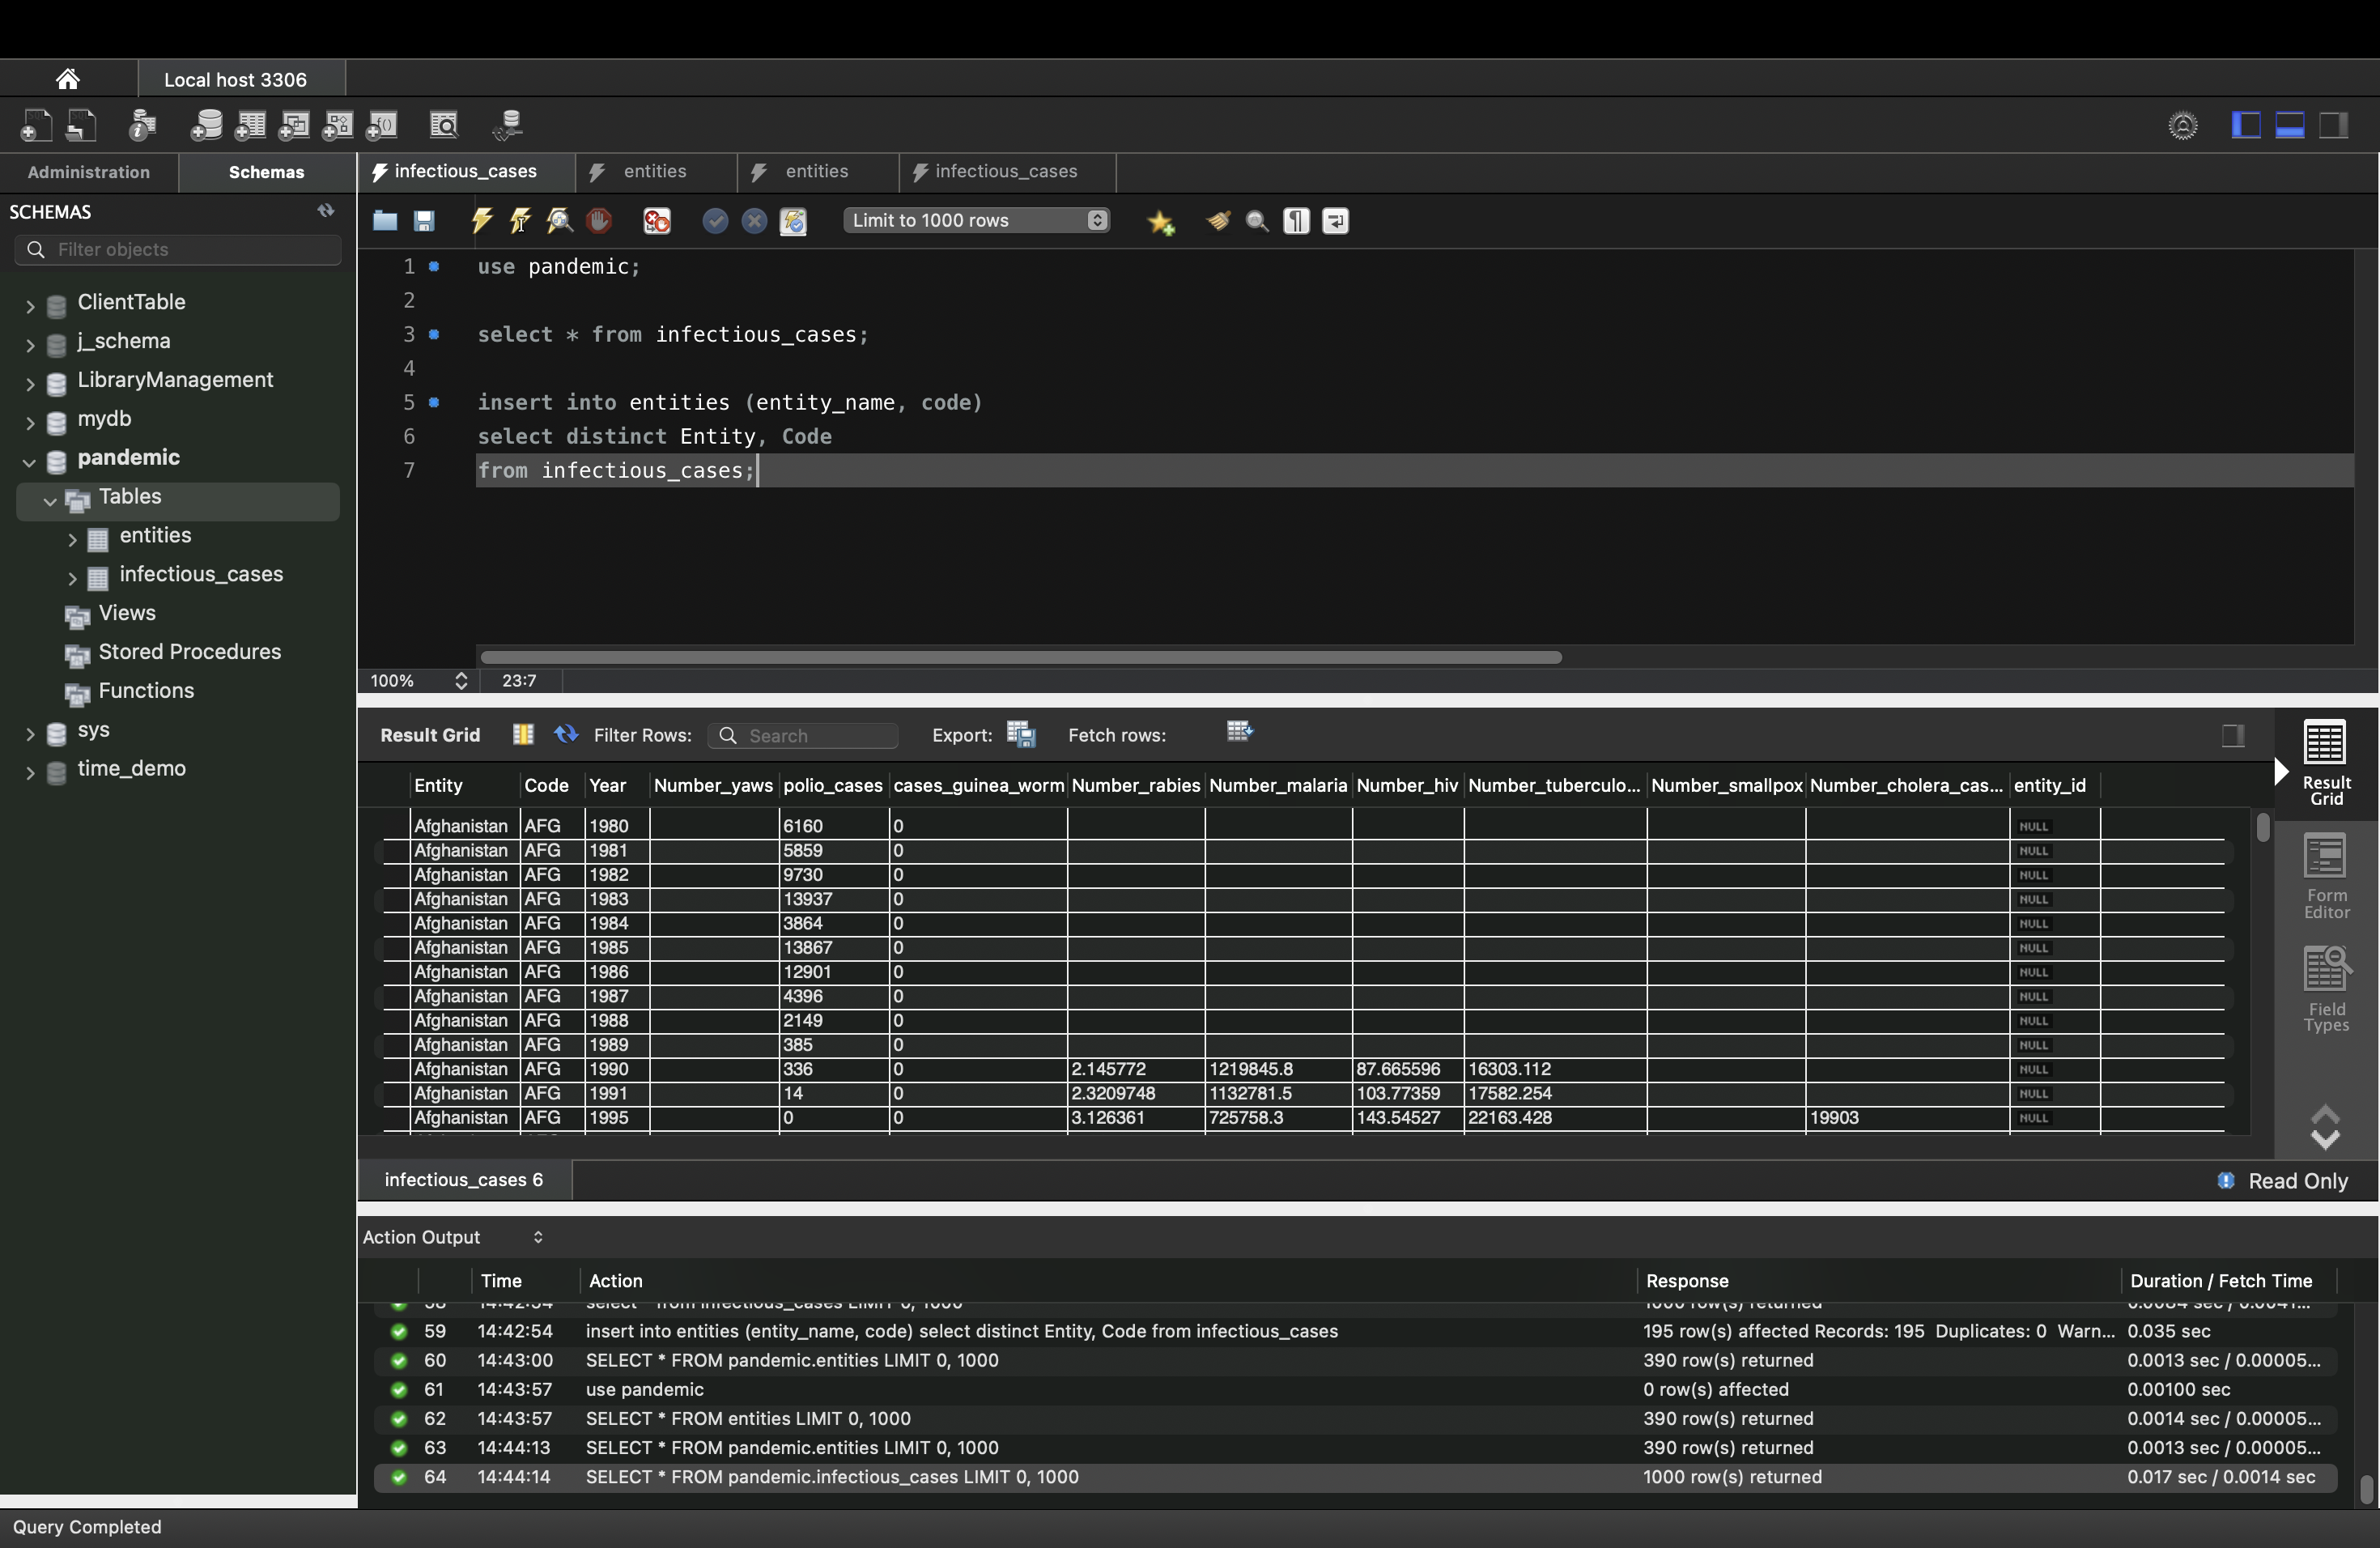 Local host 3306
Administration
Schemas
SCHEMAS
Filter objects
ClientTable
j_schema
LibraryManagement
mydb
pandemic
Tables
entities
infectious_cases
Views
Stored Procedures
Functions
sys
time_demo
infectious_cases
entities
entities
infectious_cases
Limit to 1000 rows
1 use pandemic;
2
3 select * from infectious_cases;
4
5 insert into entities (entity_name, code)
6 select distinct Entity, Code
7 from infectious_cases;
100% 23:7
Result Grid Filter Rows: Search Export: Fetch rows:
Entity Code Year Number_yaws polio_cases cases_guinea_worm Number_rabies Number_malaria Number_hiv Number_tuberculo... Number_smallpox Number_cholera_cas... entity_id
Afghanistan AFG 1980 6160 0 NULL
Afghanistan AFG 1981 5859 0 NULL
Afghanistan AFG 1982 9730 0 NULL
Afghanistan AFG 1983 13937 0 NULL
Afghanistan AFG 1984 3864 0 NULL
Afghanistan AFG 1985 13867 0 NULL
Afghanistan AFG 1986 12901 0 NULL
Afghanistan AFG 1987 4396 0 NULL
Afghanistan AFG 1988 2149 0 NULL
Afghanistan AFG 1989 385 0 NULL
Afghanistan AFG 1990 336 0 2.145772 1219845.8 87.665596 16303.112 NULL
Afghanistan AFG 1991 14 0 2.3209748 1132781.5 103.77359 17582.254 NULL
Afghanistan AFG 1995 0 0 3.126361 725758.3 143.54527 22163.428 19903 NULL
Result
Grid
Form
Editor
Field
Types
infectious_cases 6
Read Only
Action Output
Time Action Response Duration / Fetch Time
59 14:42:54 insert into entities (entity_name, code) select distinct Entity, Code from infectious_cases 195 row(s) affected Records: 195 Duplicates: 0 Warn... 0.035 sec
60 14:43:00 SELECT * FROM pandemic.entities LIMIT 0, 1000 390 row(s) returned 0.0013 sec / 0.00005...
61 14:43:57 use pandemic 0 row(s) affected 0.00100 sec
62 14:43:57 SELECT * FROM entities LIMIT 0, 1000 390 row(s) returned 0.0014 sec / 0.00005...
63 14:44:13 SELECT * FROM pandemic.entities LIMIT 0, 1000 390 row(s) returned 0.0013 sec / 0.00005...
64 14:44:14 SELECT * FROM pandemic.infectious_cases LIMIT 0, 1000 1000 row(s) returned 0.017 sec / 0.0014 sec
Query Completed